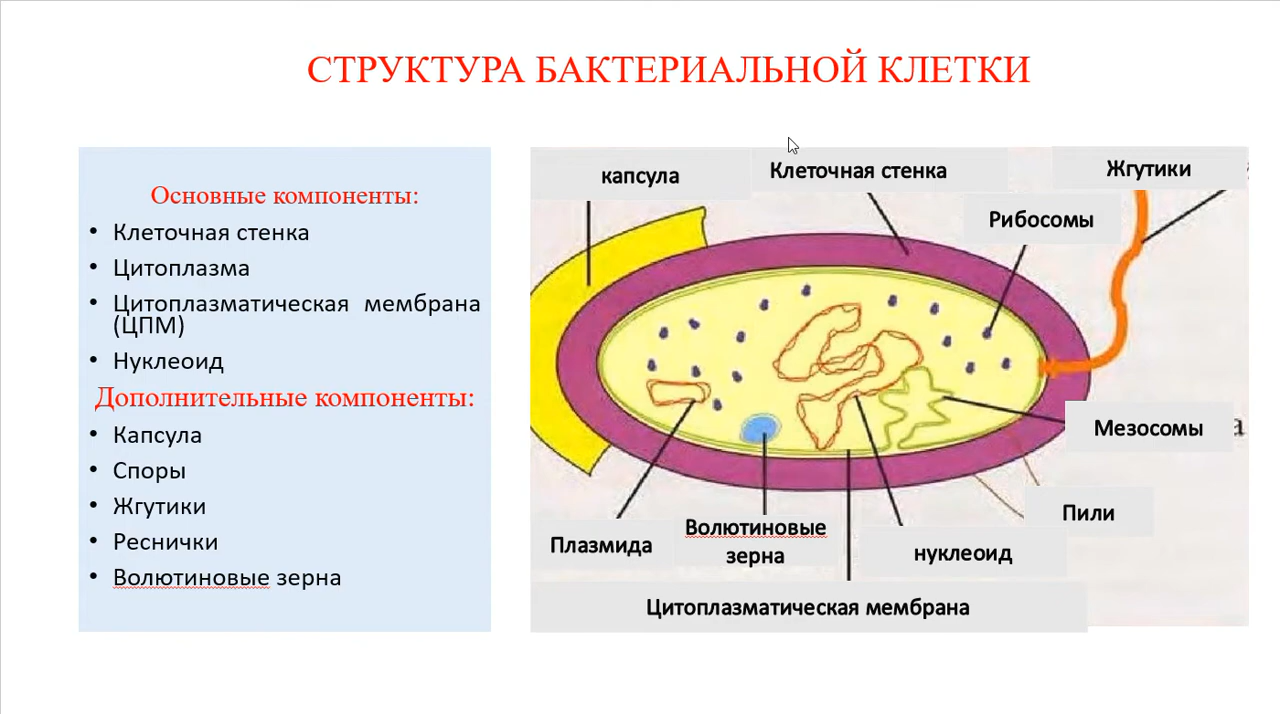 СТРУКТУРА БАКТЕРИАЛЬНОЙ КЛЕТКИ
Основные компоненты:
• Клеточная стенка
• Цитоплазма
• Цитоплазматическая мембрана
(ЦПМ)
• Нуклеоид
Дополнительные компоненты:
• Капсула
• Споры
• Жгутики
• Реснички
• Волютиновые зерна
капсула
Клеточная стенка
Жгутики
Рибосомы
Мезосомы
а
Пили
Плазмида
Волютиновые
зерна
нуклеоид
Цитоплазматическая мембрана